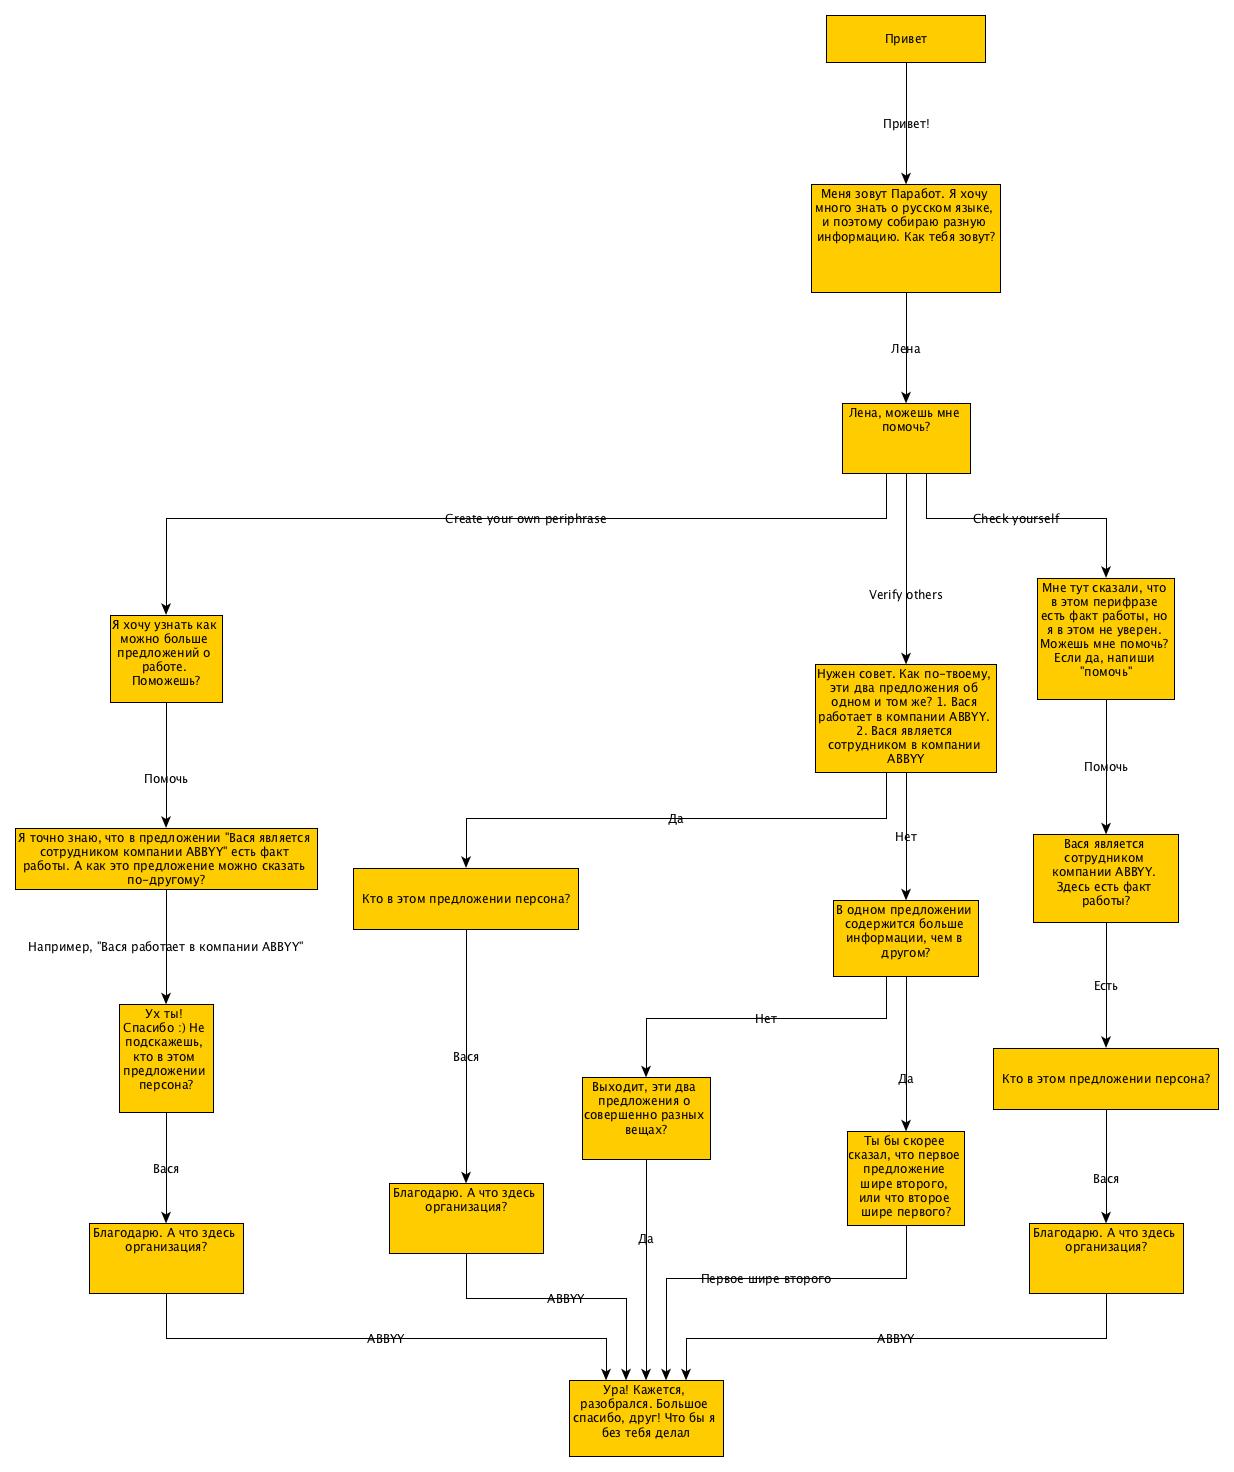 Привет
Привет!
Меня зовут Паработ. Я хочу
много знать о русском языке,
и поэтому собираю разную
информацию. Как тебя зовут?
Лена
Лена, можешь мне
помочь?
Create your own periphrase
Check yourself
Verify others
Я хочу узнать как
можно больше
предложений о
работе.
Поможешь?
Помочь
Я точно знаю, что в предложении "Вася является
сотрудником компании ABBYY" есть факт
работы. А как это предложение можно сказать
по-другому?
Например, "Вася работает в компании ABBYY"
Ух ты!
Спасибо :) Не
подскажешь,
кто в этом
предложении
персона?
Вася
Благодарю. А что здесь
организация?
ABBYY
Нужен совет. Как по-твоему,
эти два предложения об
одном и том же? 1. Вася
работает в компании ABBYY.
2. Вася является
сотрудником в компании
ABBYY
Да
Кто в этом предложении персона?
Вася
Благодарю. А что здесь
организация?
ABBYY
Нет
В одном предложении
содержится больше
информации, чем в
другом?
Нет
Выходит, эти два
предложения о
совершенно разных
вещах?
Да
Да
Ты бы скорее
сказал, что первое
предложение
шире второго,
или что второе
шире первого?
Первое шире второго
Мне тут сказали, что
в этом перифразе
есть факт работы, но
я в этом не уверен.
Можешь мне помочь?
Если да, напиши
"помочь"
Помочь
Вася является
сотрудником
компании ABBYY.
Здесь есть факт
работы?
Есть
Кто в этом предложении персона?
Вася
Благодарю. А что здесь
организация?
ABBYY
Ура! Кажется,
разобрался. Большое
спасибо, друг! Что бы я
без тебя делал